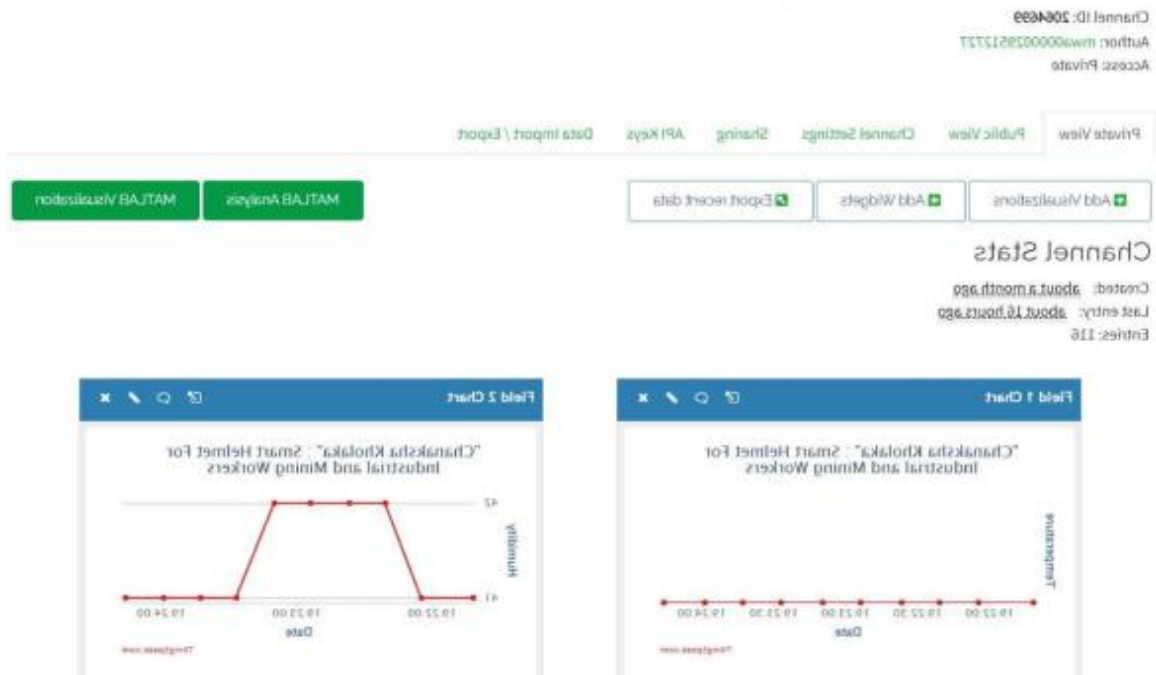 Channel ID: 2064699
Author: mwa0000029512727
Access: Private
Private View Public View Channel Settings Sharing API Keys Data Import / Export
Add Visualizations Add Widgets Export recent data MATLAB Analysis MATLAB Visualization
Channel Stats
Created: about a month ago
Last entry: about 16 hours ago
Entries: 116
Field 1 Chart
"Chanaksha Kholaka" : Smart Helmet For
Industrial and Mining Workers
Temperature
19:22:00 19:22:30 19:23:00 19:23:30 19:24:00
Date
ThingSpeak.com
Field 2 Chart
"Chanaksha Kholaka" : Smart Helmet For
Industrial and Mining Workers
Humidity
42
41
19:22:00 19:23:00 19:24:00
Date
ThingSpeak.com